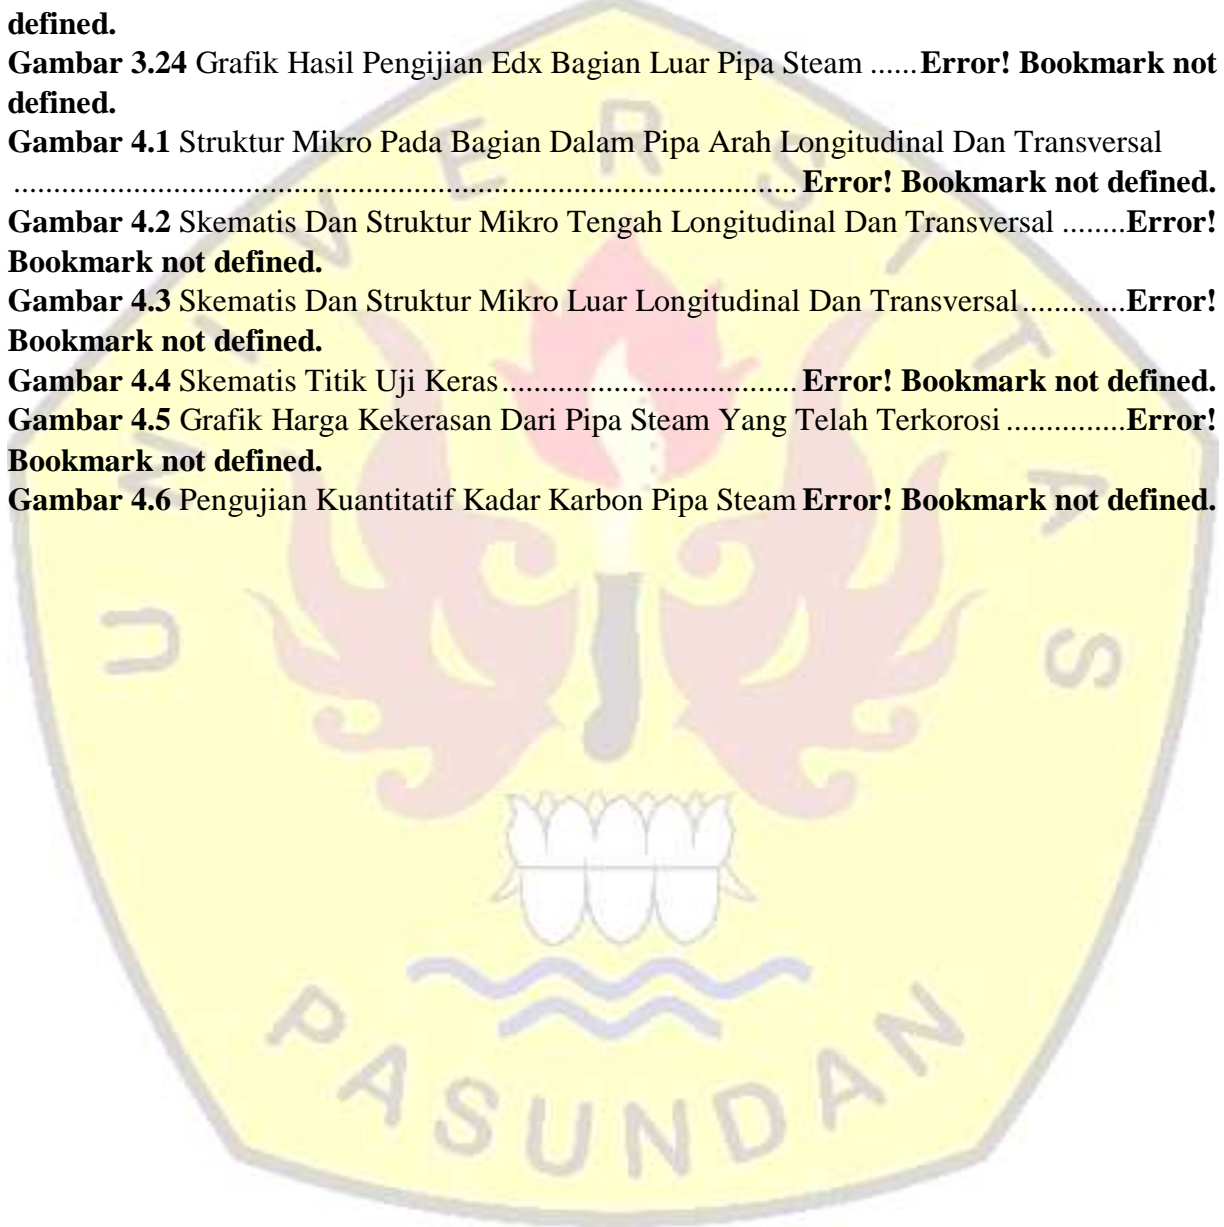 defined.
Gambar 3.24 Grafik Hasil Pengijian Edx Bagian Luar Pipa Steam ......Error! Bookmark not
defined.
Gambar 4.1 Struktur Mikro Pada Bagian Dalam Pipa Arah Longitudinal Dan Transversal
.................................................................................................. Error! Bookmark not defined.
Gambar 4.2 Skematis Dan Struktur Mikro Tengah Longitudinal Dan Transversal ........Error!
Bookmark not defined.
Gambar 4.3 Skematis Dan Struktur Mikro Luar Longitudinal Dan Transversal.............Error!
Bookmark not defined.
Gambar 4.4 Skematis Titik Uji Keras..................................... Error! Bookmark not defined.
Gambar 4.5 Grafik Harga Kekerasan Dari Pipa Steam Yang Telah Terkorosi ...............Error!
Bookmark not defined.
Gambar 4.6 Pengujian Kuantitatif Kadar Karbon Pipa Steam Error! Bookmark not defined.
UNIVERSITAS
PASUNDAN